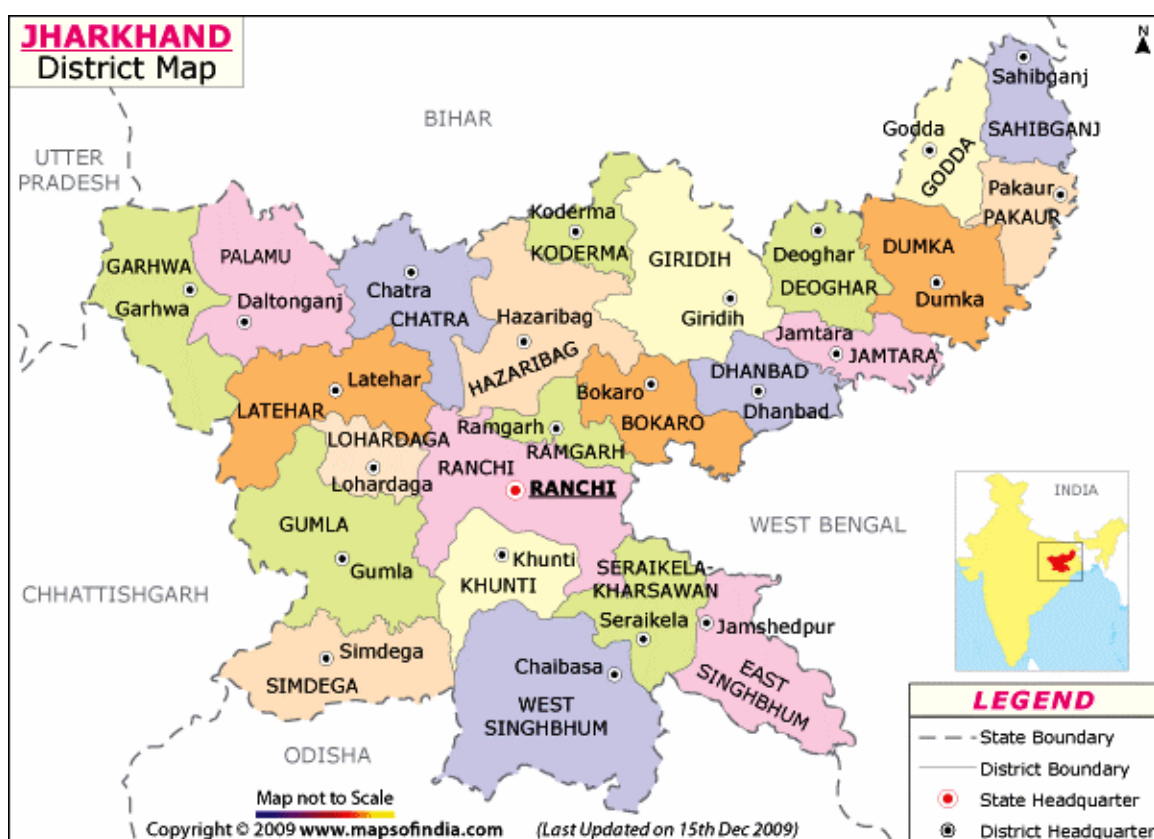 JHARKHAND
District Map
N
BIHAR
UTTER
PRADESH
Sahibganj
SAHIBGANJ
Godda
GODDA
Pakaur
PAKAUR
Koderma
KODERMA
GARHWA
Garhwa
PALAMU
Daltonganj
Chatra
CHATRA
GIRIDIH
Giridih
Deoghar
DEOGHAR
DUMKA
Dumka
Hazaribag
HAZARIBAG
Jamtara
JAMTARA
DHANBAD
Dhanbad
Latehar
LATEHAR
Bokaro
BOKARO
LOHARDAGA
Lohardaga
Ramgarh
RAMGARH
RANCHI
RANCHI
GUMLA
Gumla
Khunti
KHUNTI
SERAIKELA-
KHARSAWAN
Seraikela
WEST BENGAL
CHHATTISHGARH
Jamshedpur
EAST
SINGHBHUM
Simdega
SIMDEGA
Chaibasa
WEST
SINGHBHUM
ODISHA
INDIA
LEGEND
State Boundary
District Boundary
State Headquarter
District Headquarter
Map not to Scale
Copyright © 2009 www.mapsofindia.com (Last Updated on 15th Dec 2009)